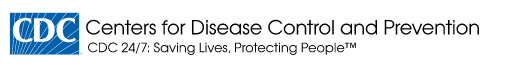 CDC Centers for Disease Control and Prevention
CDC 24/7: Saving Lives, Protecting People™